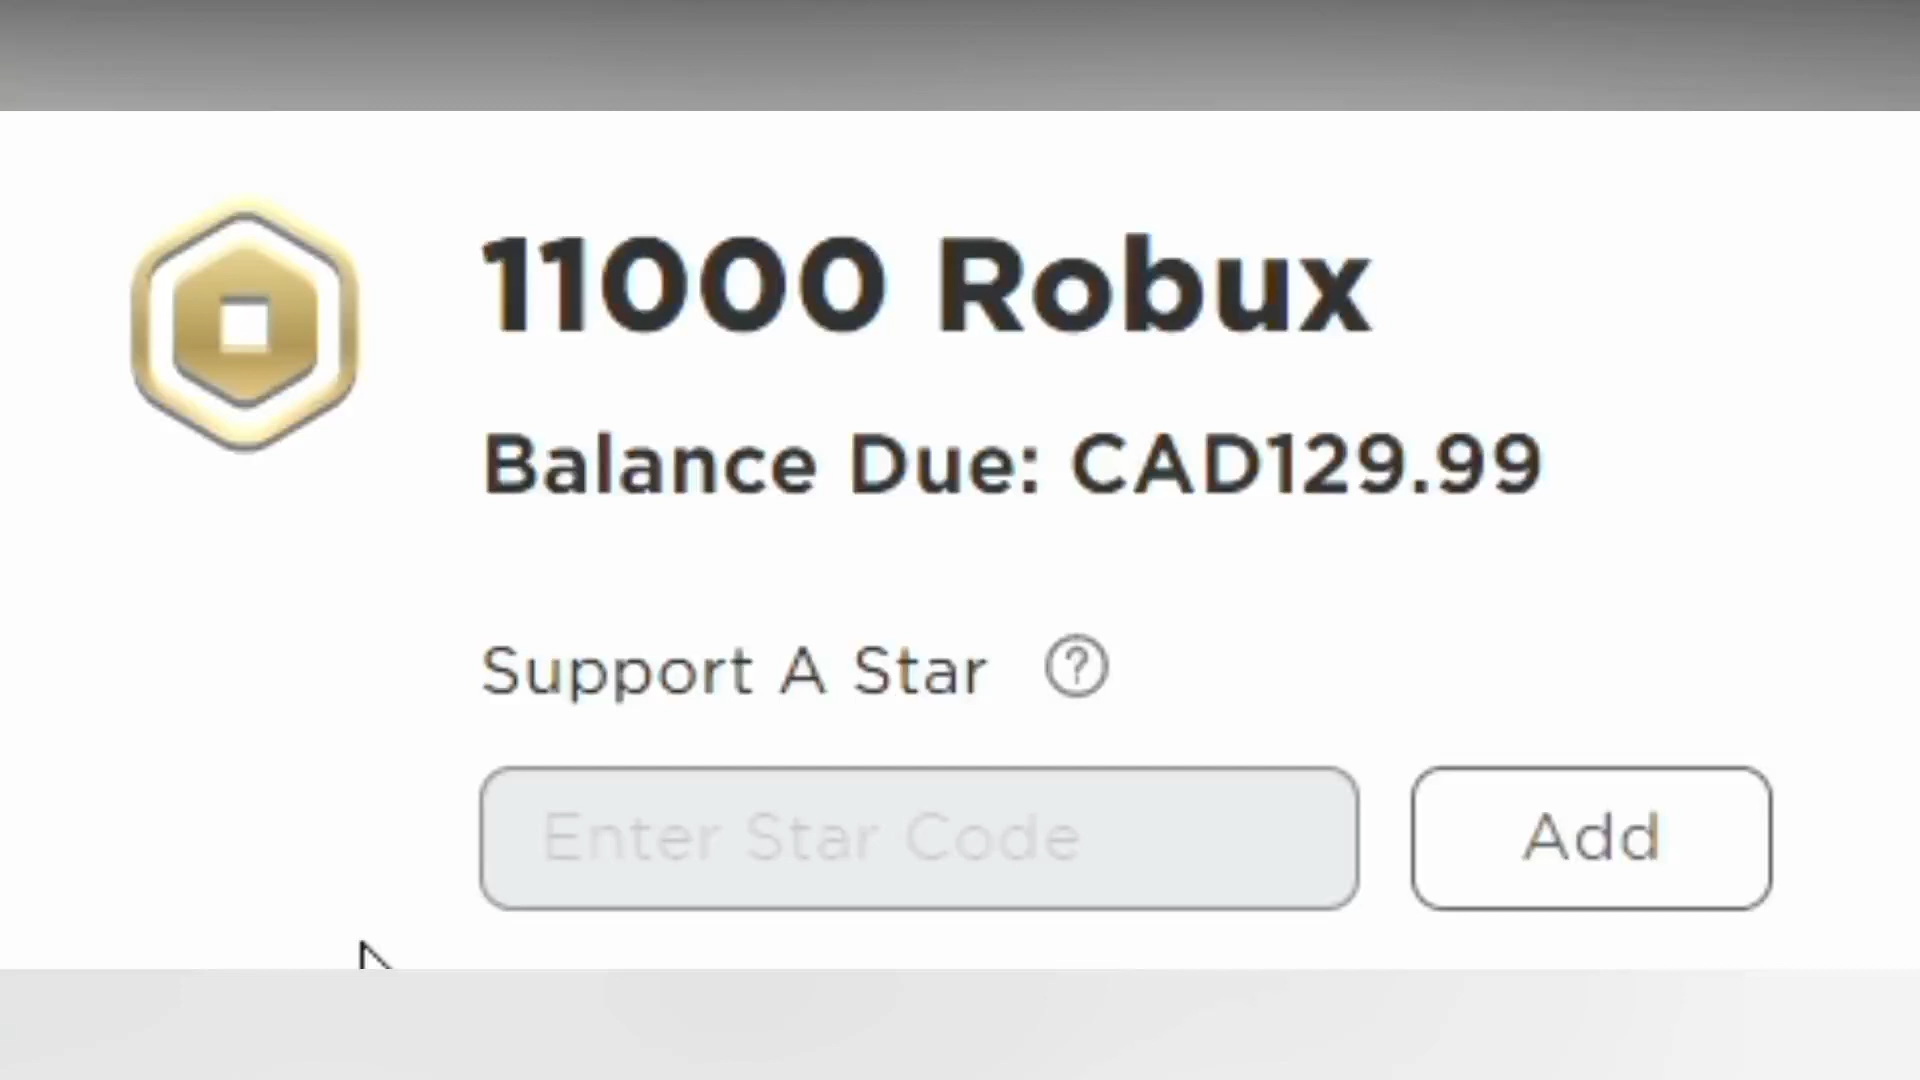 11000 Robux
Balance Due: CAD129.99
Support A Star ?
Enter Star Code
Add